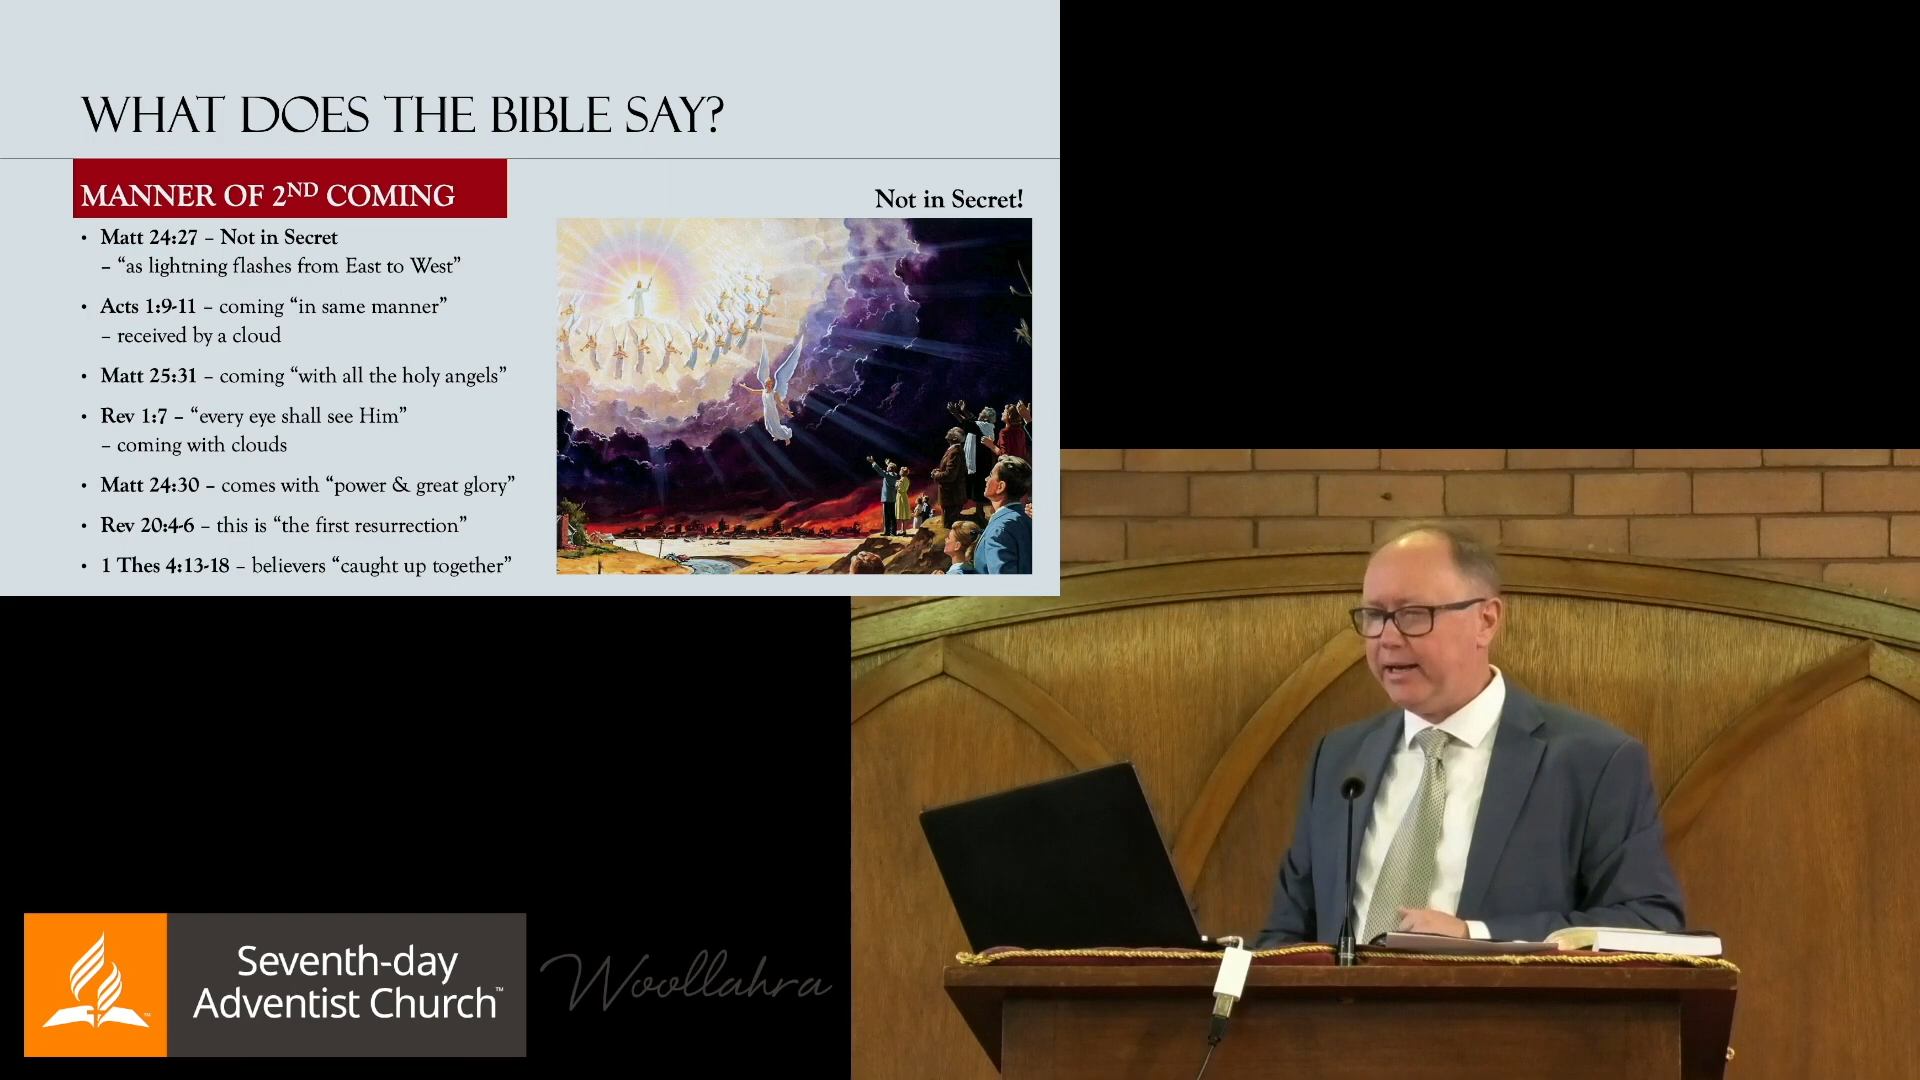 WHAT DOES THE BIBLE SAY?
MANNER OF 2ND COMING
Not in Secret!
• Matt 24:27 – Not in Secret
– “as lightning flashes from East to West”
• Acts 1:9-11 – coming “in same manner”
– received by a cloud
• Matt 25:31 – coming “with all the holy angels”
• Rev 1:7 – “every eye shall see Him”
– coming with clouds
• Matt 24:30 – comes with “power & great glory”
• Rev 20:4-6 – this is “the first resurrection”
• 1 Thes 4:13-18 – believers “caught up together”
Seventh-day
Adventist Church™
Woollahra